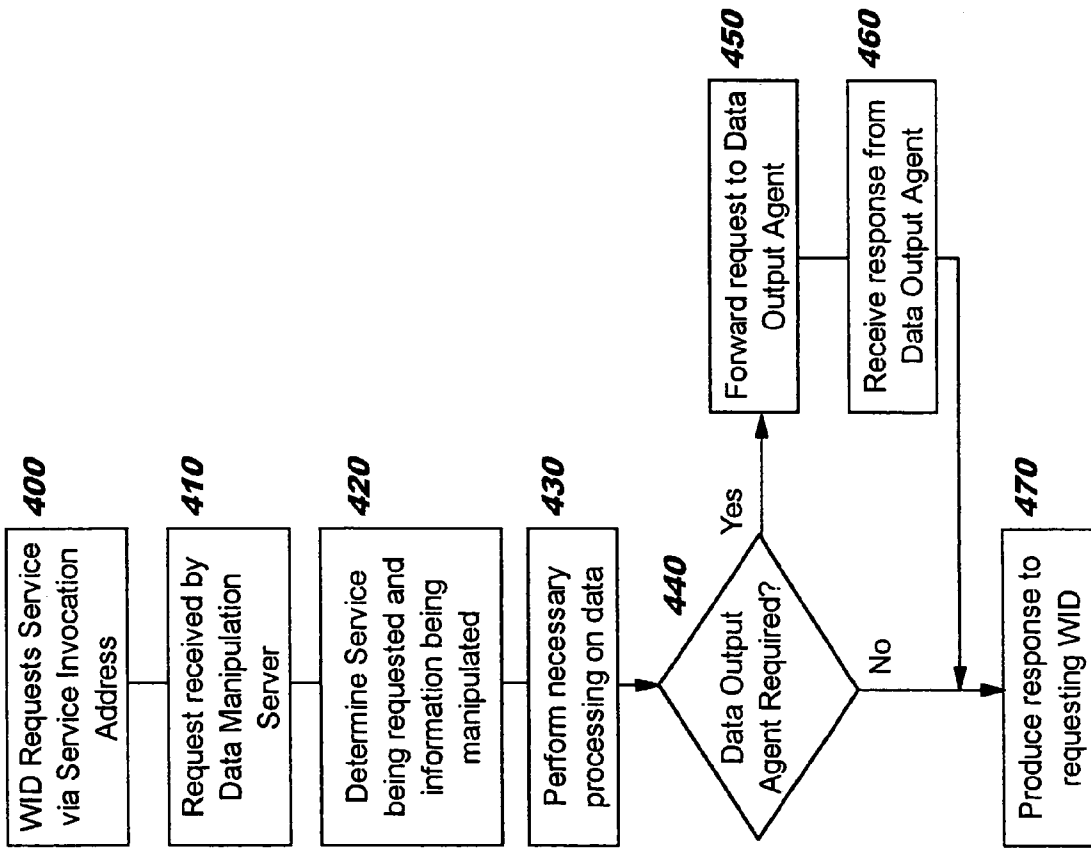 400
WID Requests Service
via Service Invocation
Address
410
Request received by
Data Manipulation
Server
420
Determine Service
being requested and
information being
manipulated
430
Perform necessary
processing on data
440
Data Output
Agent Required?
Yes
No
450
Forward request to Data
Output Agent
460
Receive response from
Data Output Agent
470
Produce response to
requesting WID